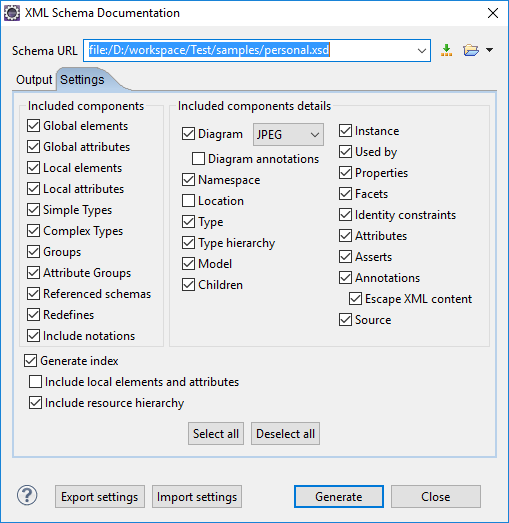 XML Schema Documentation
Schema URL file:/D:/workspace/Test/samples/personal.xsd
Output Settings
Included components
Global elements
Global attributes
Local elements
Local attributes
Simple Types
Complex Types
Groups
Attribute Groups
Referenced schemas
Redefines
Include notations
Included components details
Diagram JPEG
Diagram annotations
Namespace
Location
Type
Type hierarchy
Model
Children
Instance
Used by
Properties
Facets
Identity constraints
Attributes
Asserts
Annotations
Escape XML content
Source
Generate index
Include local elements and attributes
Include resource hierarchy
Select all Deselect all
? Export settings Import settings Generate Close